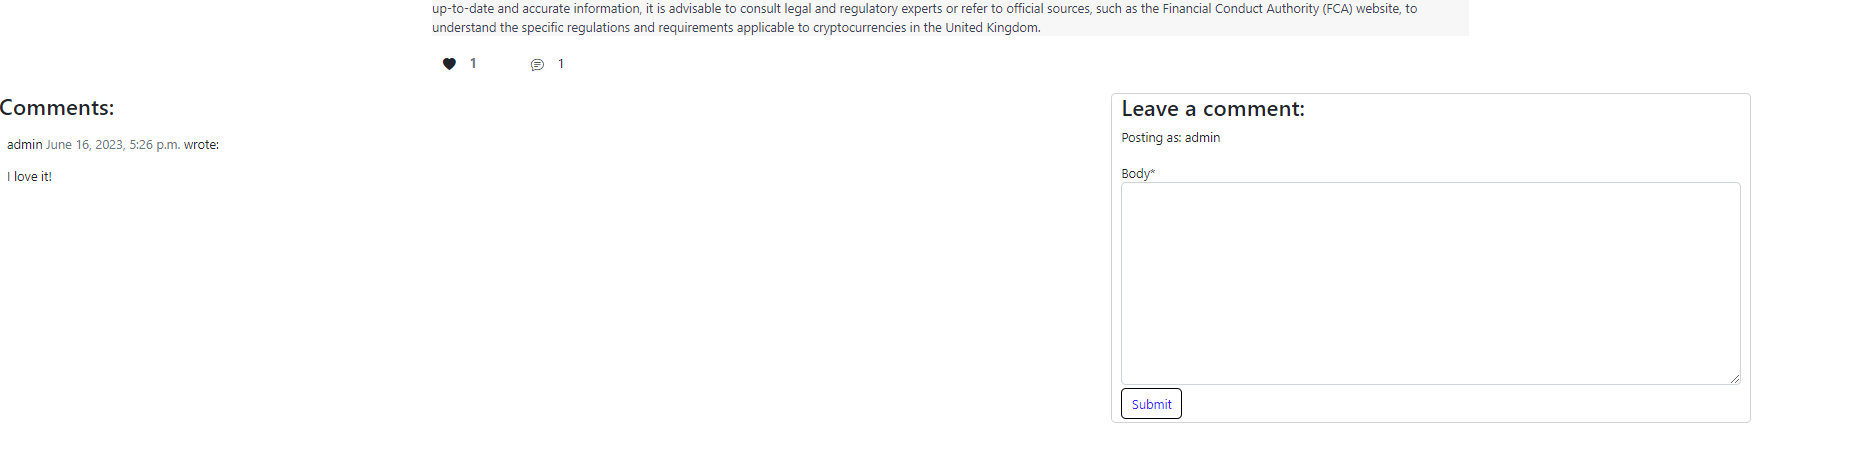 up-to-date and accurate information, it is advisable to consult legal and regulatory experts or refer to official sources, such as the Financial Conduct Authority (FCA) website, to
understand the specific regulations and requirements applicable to cryptocurrencies in the United Kingdom.
1 1
Comments:
admin June 16, 2023, 5:26 p.m. wrote:
I love it!
Leave a comment:
Posting as: admin
Body*
Submit